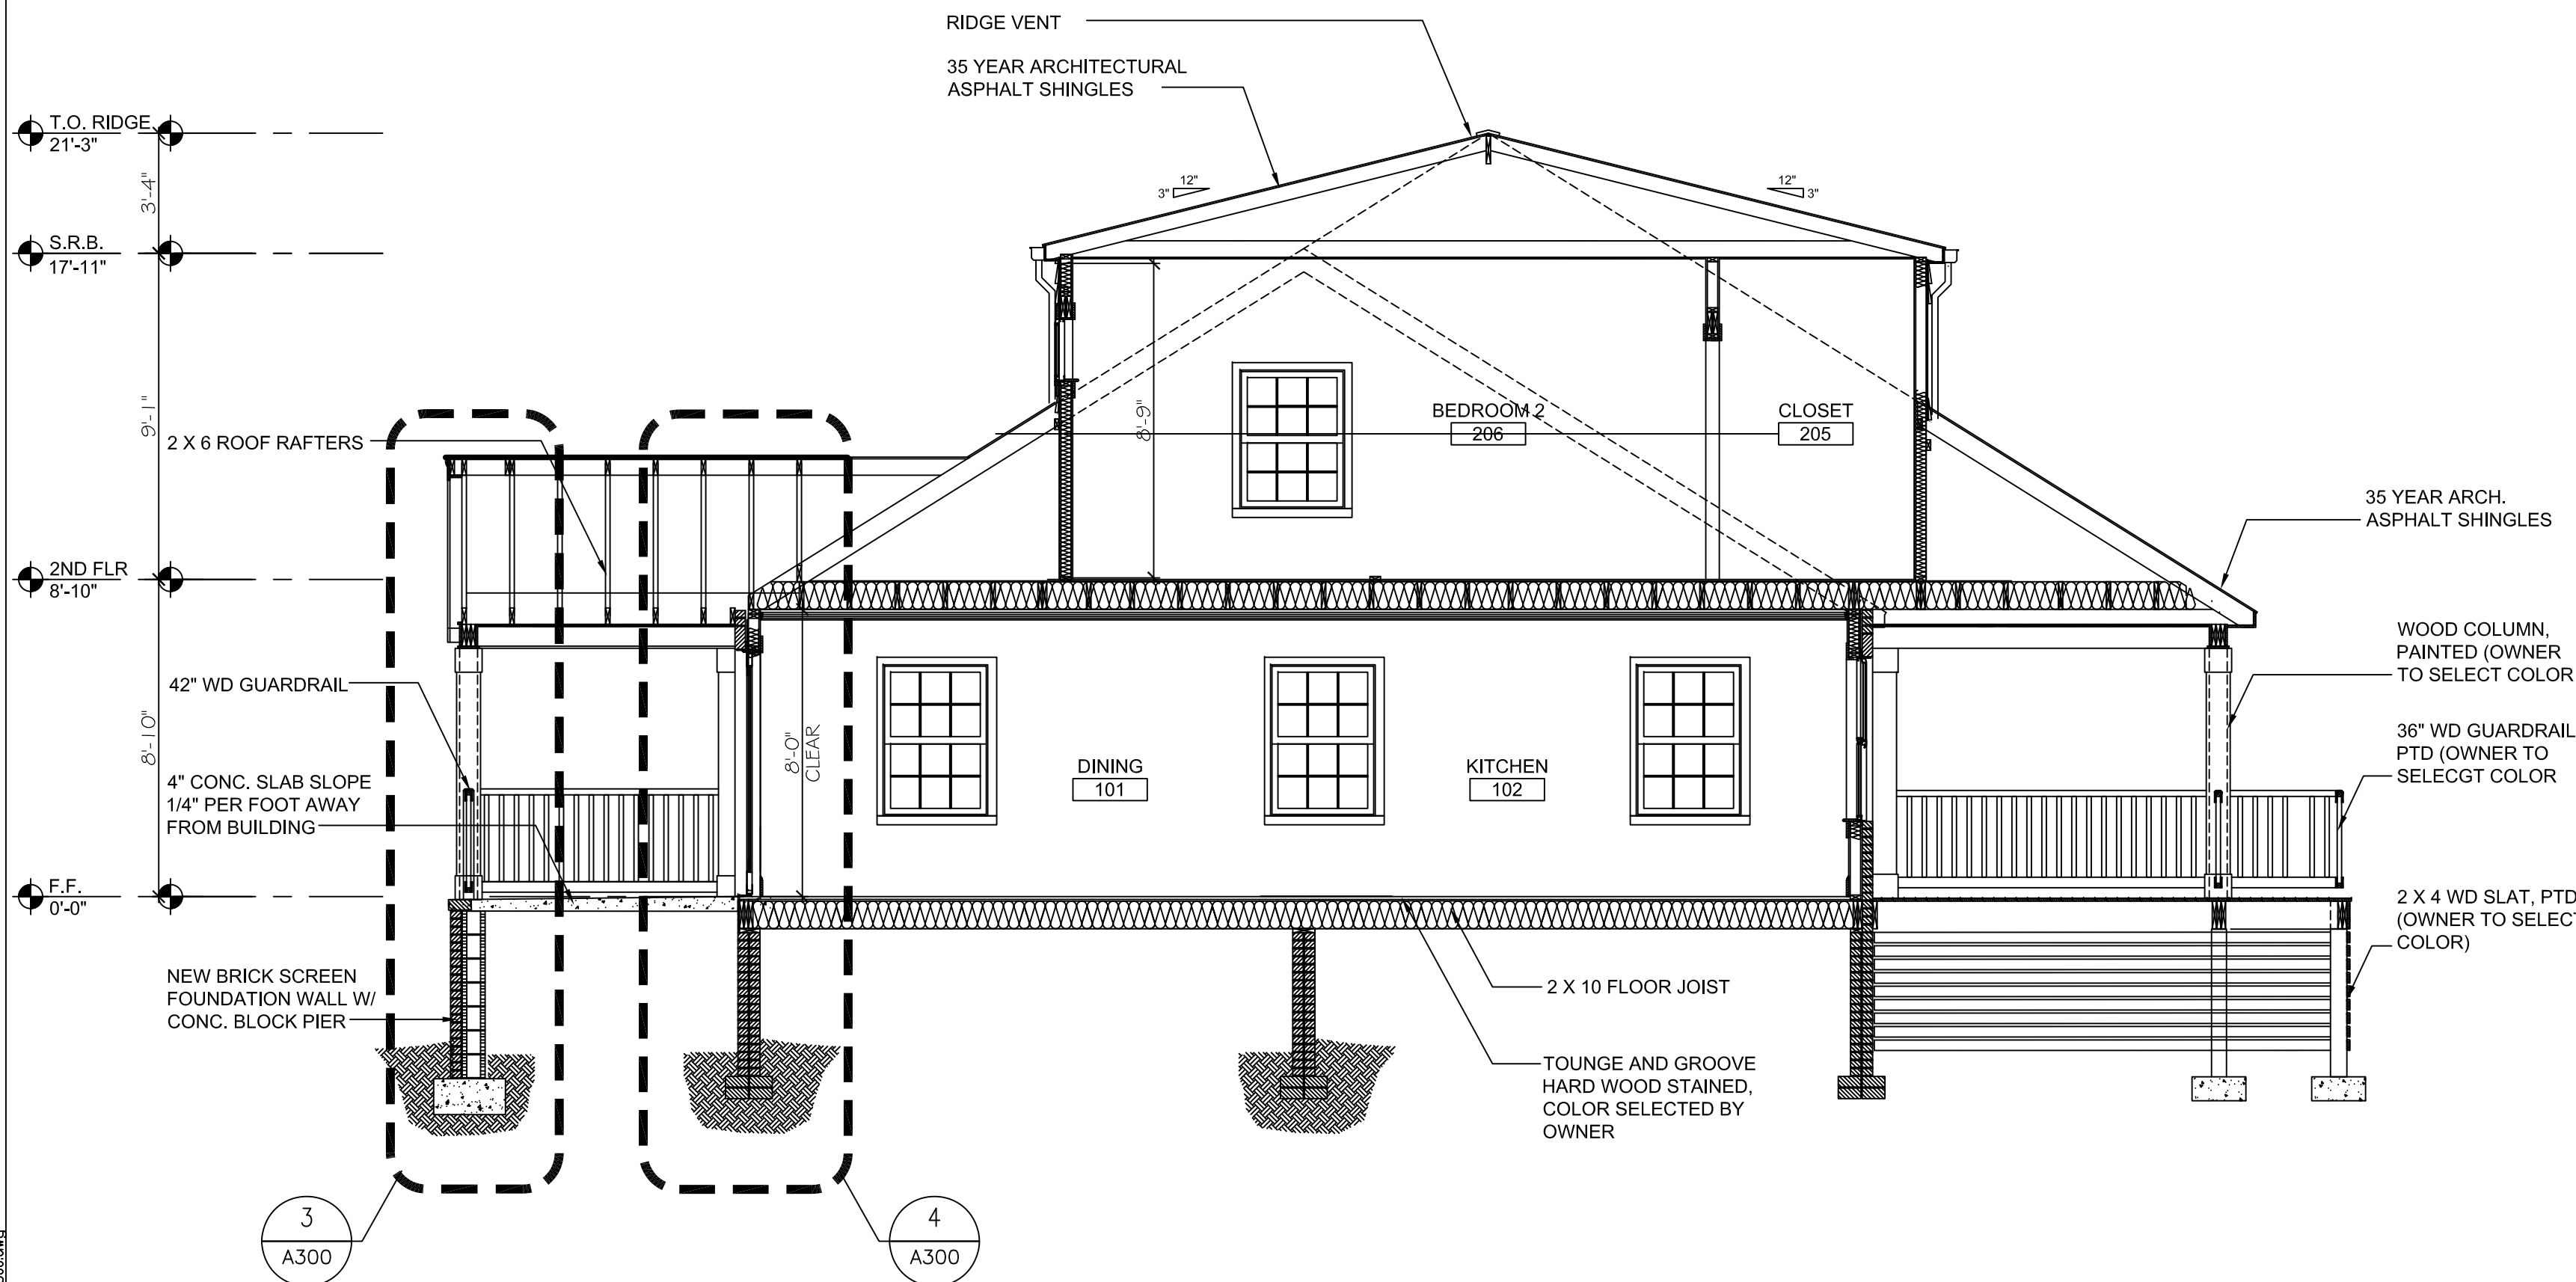 RIDGE VENT
35 YEAR ARCHITECTURAL
ASPHALT SHINGLES
T.O. RIDGE
21'-3"
3'-4"
S.R.B.
17'-11"
12"
3"
12"
3"
9'-1"
2 X 6 ROOF RAFTERS
8'-9"
BEDROOM 2
206
CLOSET
205
35 YEAR ARCH.
ASPHALT SHINGLES
2ND FLR
8'-10"
WOOD COLUMN,
PAINTED (OWNER
TO SELECT COLOR
42" WD GUARDRAIL
8'-10"
8'-0"
CLEAR
DINING
101
KITCHEN
102
36" WD GUARDRAIL
PTD (OWNER TO
SELECGT COLOR
4" CONC. SLAB SLOPE
1/4" PER FOOT AWAY
FROM BUILDING
F.F.
0'-0"
2 X 4 WD SLAT, PTD
(OWNER TO SELECT
COLOR)
NEW BRICK SCREEN
FOUNDATION WALL W/
CONC. BLOCK PIER
2 X 10 FLOOR JOIST
TOUNGE AND GROOVE
HARD WOOD STAINED,
COLOR SELECTED BY
OWNER
3
A300
4
A300